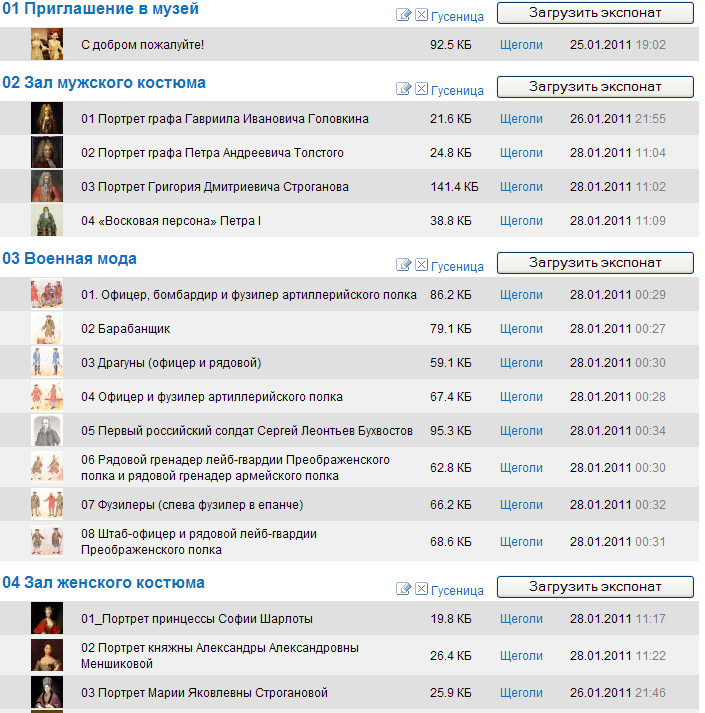 01 Приглашение в музей Гусеница Загрузить экспонат
С добром пожалуйте! 92.5 КБ Щеголи 25.01.2011 19:02
02 Зал мужского костюма Гусеница Загрузить экспонат
01 Портрет графа Гавриила Ивановича Головкина 21.6 КБ Щеголи 26.01.2011 21:55
02 Портрет графа Петра Андреевича Толстого 24.8 КБ Щеголи 28.01.2011 11:04
03 Портрет Григория Дмитриевича Строганова 141.4 КБ Щеголи 28.01.2011 11:02
04 «Восковая персона» Петра I 38.8 КБ Щеголи 28.01.2011 11:09
03 Военная мода Гусеница Загрузить экспонат
01. Офицер, бомбардир и фузилер артиллерийского полка 86.2 КБ Щеголи 28.01.2011 00:29
02 Барабанщик 79.1 КБ Щеголи 28.01.2011 00:27
03 Драгуны (офицер и рядовой) 59.1 КБ Щеголи 28.01.2011 00:30
04 Офицер и фузилер артиллерийского полка 67.4 КБ Щеголи 28.01.2011 00:28
05 Первый российский солдат Сергей Леонтьев Бухвостов 95.3 КБ Щеголи 28.01.2011 00:34
06 Рядовой гренадер лейб-гвардии Преображенского
полка и рядовой гренадер армейского полка 62.8 КБ Щеголи 28.01.2011 00:30
07 Фузилеры (слева фузилер в епанче) 66.2 КБ Щеголи 28.01.2011 00:32
08 Штаб-офицер и рядовой лейб-гвардии
Преображенского полка 68.6 КБ Щеголи 28.01.2011 00:31
04 Зал женского костюма Гусеница Загрузить экспонат
01_Портрет принцессы Софии Шарлоты 19.8 КБ Щеголи 28.01.2011 11:17
02 Портрет княжны Александры Александровны
Меншиковой 26.4 КБ Щеголи 28.01.2011 11:22
03 Портрет Марии Яковлевны Строгановой 25.9 КБ Щеголи 26.01.2011 21:46